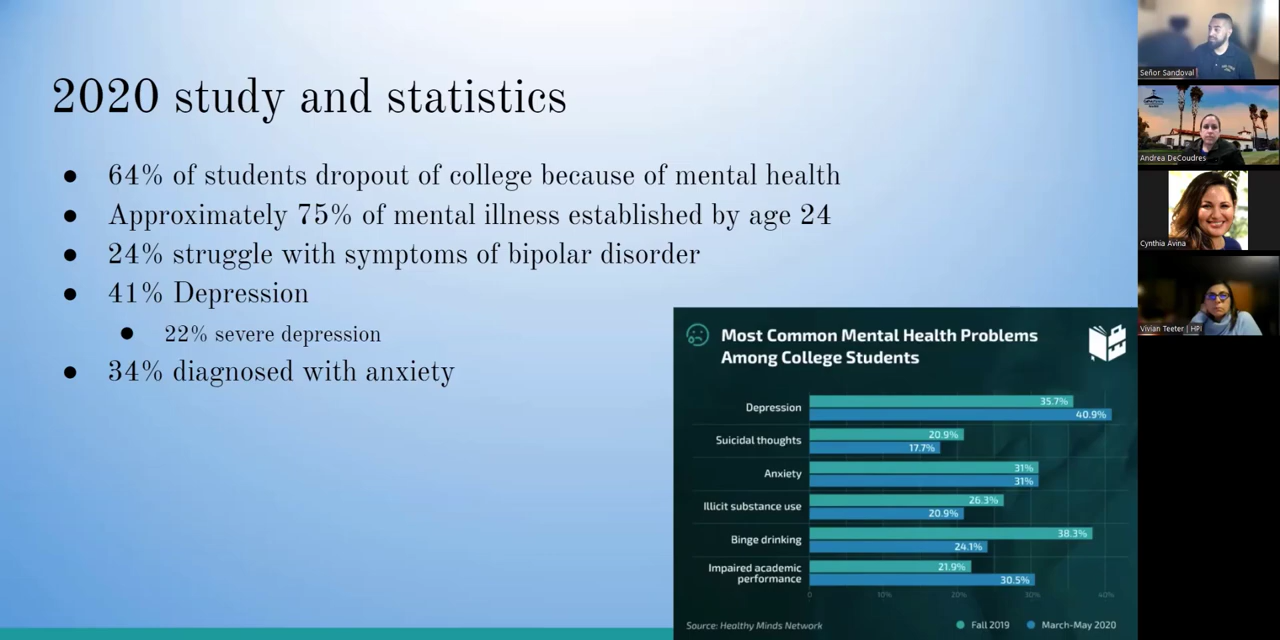 2020 study and statistics
● 64% of students dropout of college because of mental health
● Approximately 75% of mental illness established by age 24
● 24% struggle with symptoms of bipolar disorder
● 41% Depression
● 22% severe depression
● 34% diagnosed with anxiety
Most Common Mental Health Problems
Among College Students
Depression
35.7%
40.9%
Suicidal thoughts
20.9%
17.7%
Anxiety
31%
31%
Illicit substance use
26.3%
20.9%
Binge drinking
38.3%
24.1%
Impaired academic
performance
21.9%
30.5%
0 10% 20% 30% 40%
Source: Healthy Minds Network
Fall 2019 March-May 2020
Señor Sandoval
Andrea DeCoudres
Cynthia Avina
Vivian Teeter | HPI